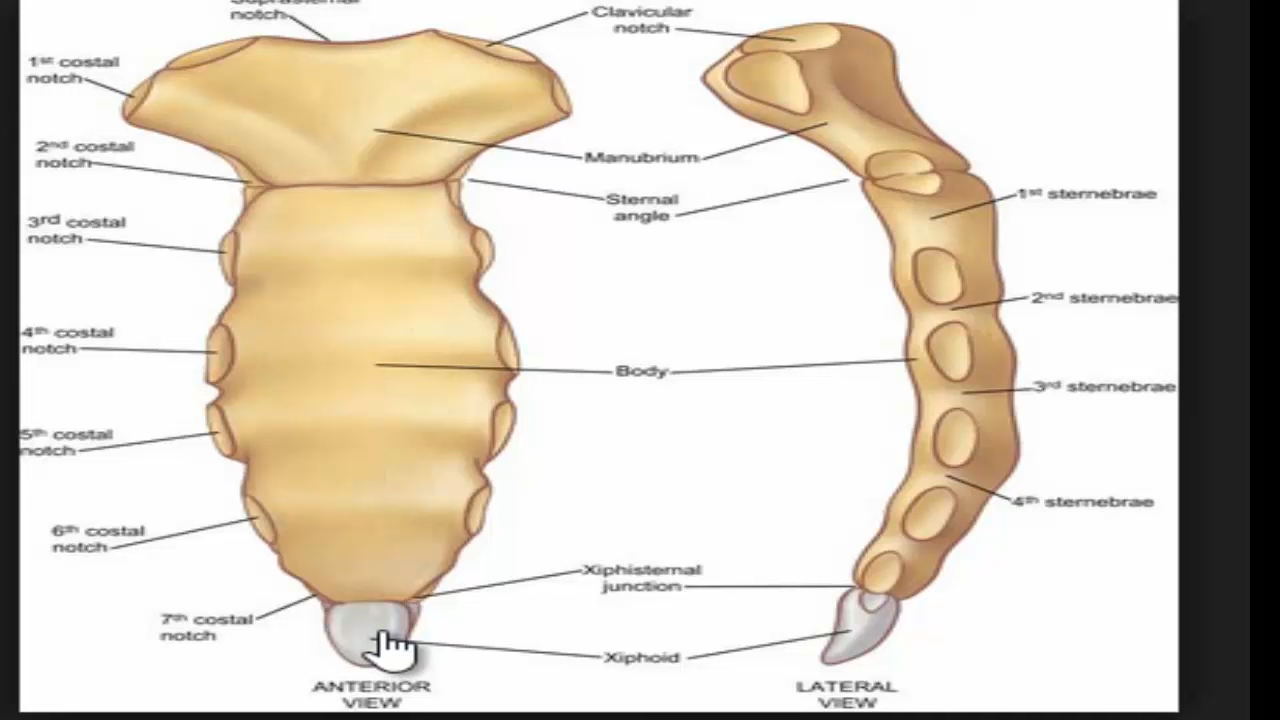 Suprasternal
notch
Clavicular
notch
1st costal
notch
2nd costal
notch
Manubrium
Sternal
angle
1st sternebrae
3rd costal
notch
2nd sternebrae
4th costal
notch
Body
3rd sternebrae
5th costal
notch
4th sternebrae
6th costal
notch
Xiphisternal
junction
7th costal
notch
Xiphoid
ANTERIOR
VIEW
LATERAL
VIEW